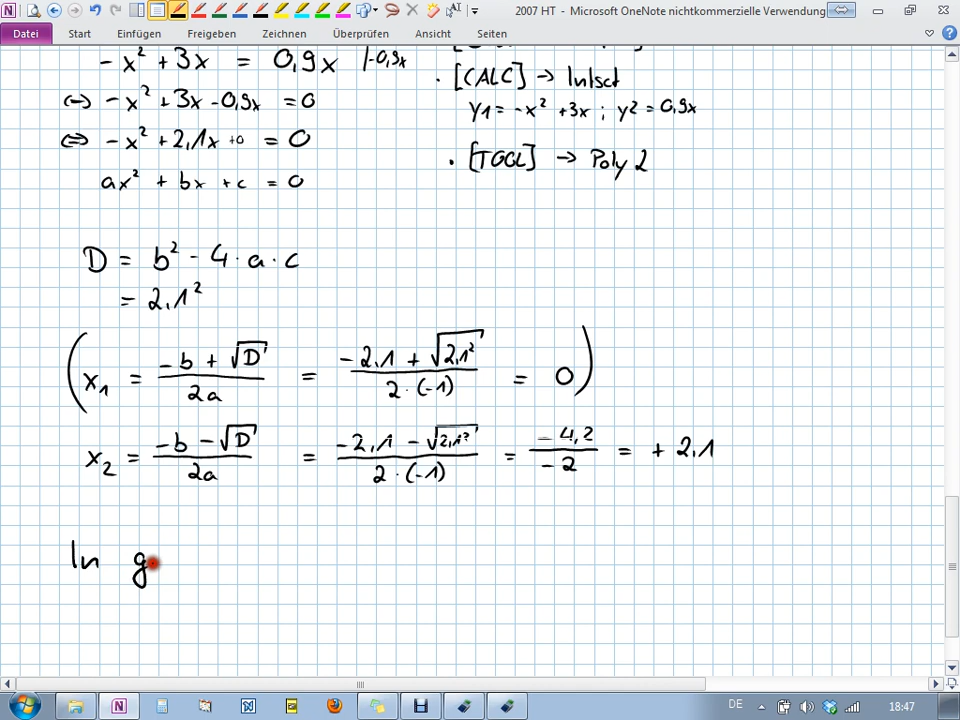 2007 HT - Microsoft OneNote nichtkommerzielle Verwendung
Datei Start Einfügen Freigeben Zeichnen Überprüfen Ansicht Seiten
- x² + 3x = 0,9x |-0,9x
⇔ -x² + 3x - 0,9x = 0
⇔ -x² + 2,1x + 0 = 0
ax² + bx + c = 0
· [CALC] → Intsct
Y1 = -x² + 3x ; y2 = 0,9x
· [TOOL] → Poly 2
D = b² - 4 · a · c
= 2,1²
( x₁ = (-b + √D) / 2a = (-2,1 + √2,1²) / 2 · (-1) = 0 )
x₂ = (-b - √D) / 2a = (-2,1 - √2,1²) / 2 · (-1) = -4,2 / -2 = + 2,1
In g
DE 18:47